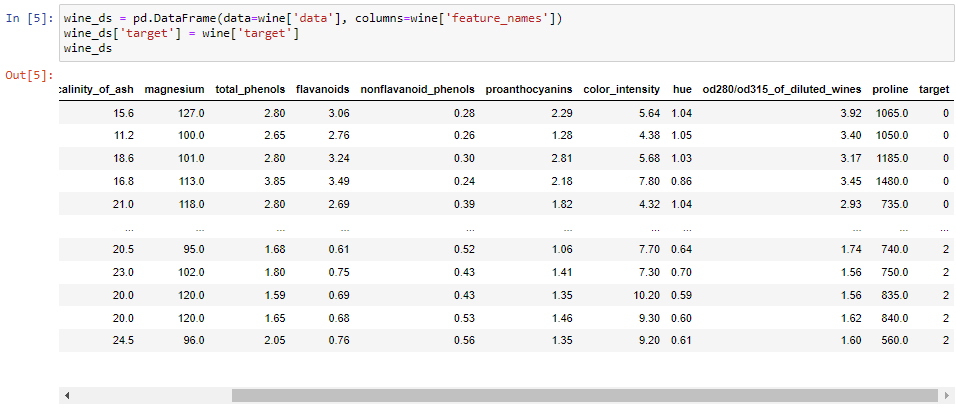 In [5]: wine_ds = pd.DataFrame(data=wine['data'], columns=wine['feature_names'])
wine_ds['target'] = wine['target']
wine_ds
Out[5]:
calinity_of_ash magnesium total_phenols flavanoids nonflavanoid_phenols proanthocyanins color_intensity hue od280/od315_of_diluted_wines proline target
15.6 127.0 2.80 3.06 0.28 2.29 5.64 1.04 3.92 1065.0 0
11.2 100.0 2.65 2.76 0.26 1.28 4.38 1.05 3.40 1050.0 0
18.6 101.0 2.80 3.24 0.30 2.81 5.68 1.03 3.17 1185.0 0
16.8 113.0 3.85 3.49 0.24 2.18 7.80 0.86 3.45 1480.0 0
21.0 118.0 2.80 2.69 0.39 1.82 4.32 1.04 2.93 735.0 0
... ... ... ... ... ... ... ... ... ... ...
20.5 95.0 1.68 0.61 0.52 1.06 7.70 0.64 1.74 740.0 2
23.0 102.0 1.80 0.75 0.43 1.41 7.30 0.70 1.56 750.0 2
20.0 120.0 1.59 0.69 0.43 1.35 10.20 0.59 1.56 835.0 2
20.0 120.0 1.65 0.68 0.53 1.46 9.30 0.60 1.62 840.0 2
24.5 96.0 2.05 0.76 0.56 1.35 9.20 0.61 1.60 560.0 2